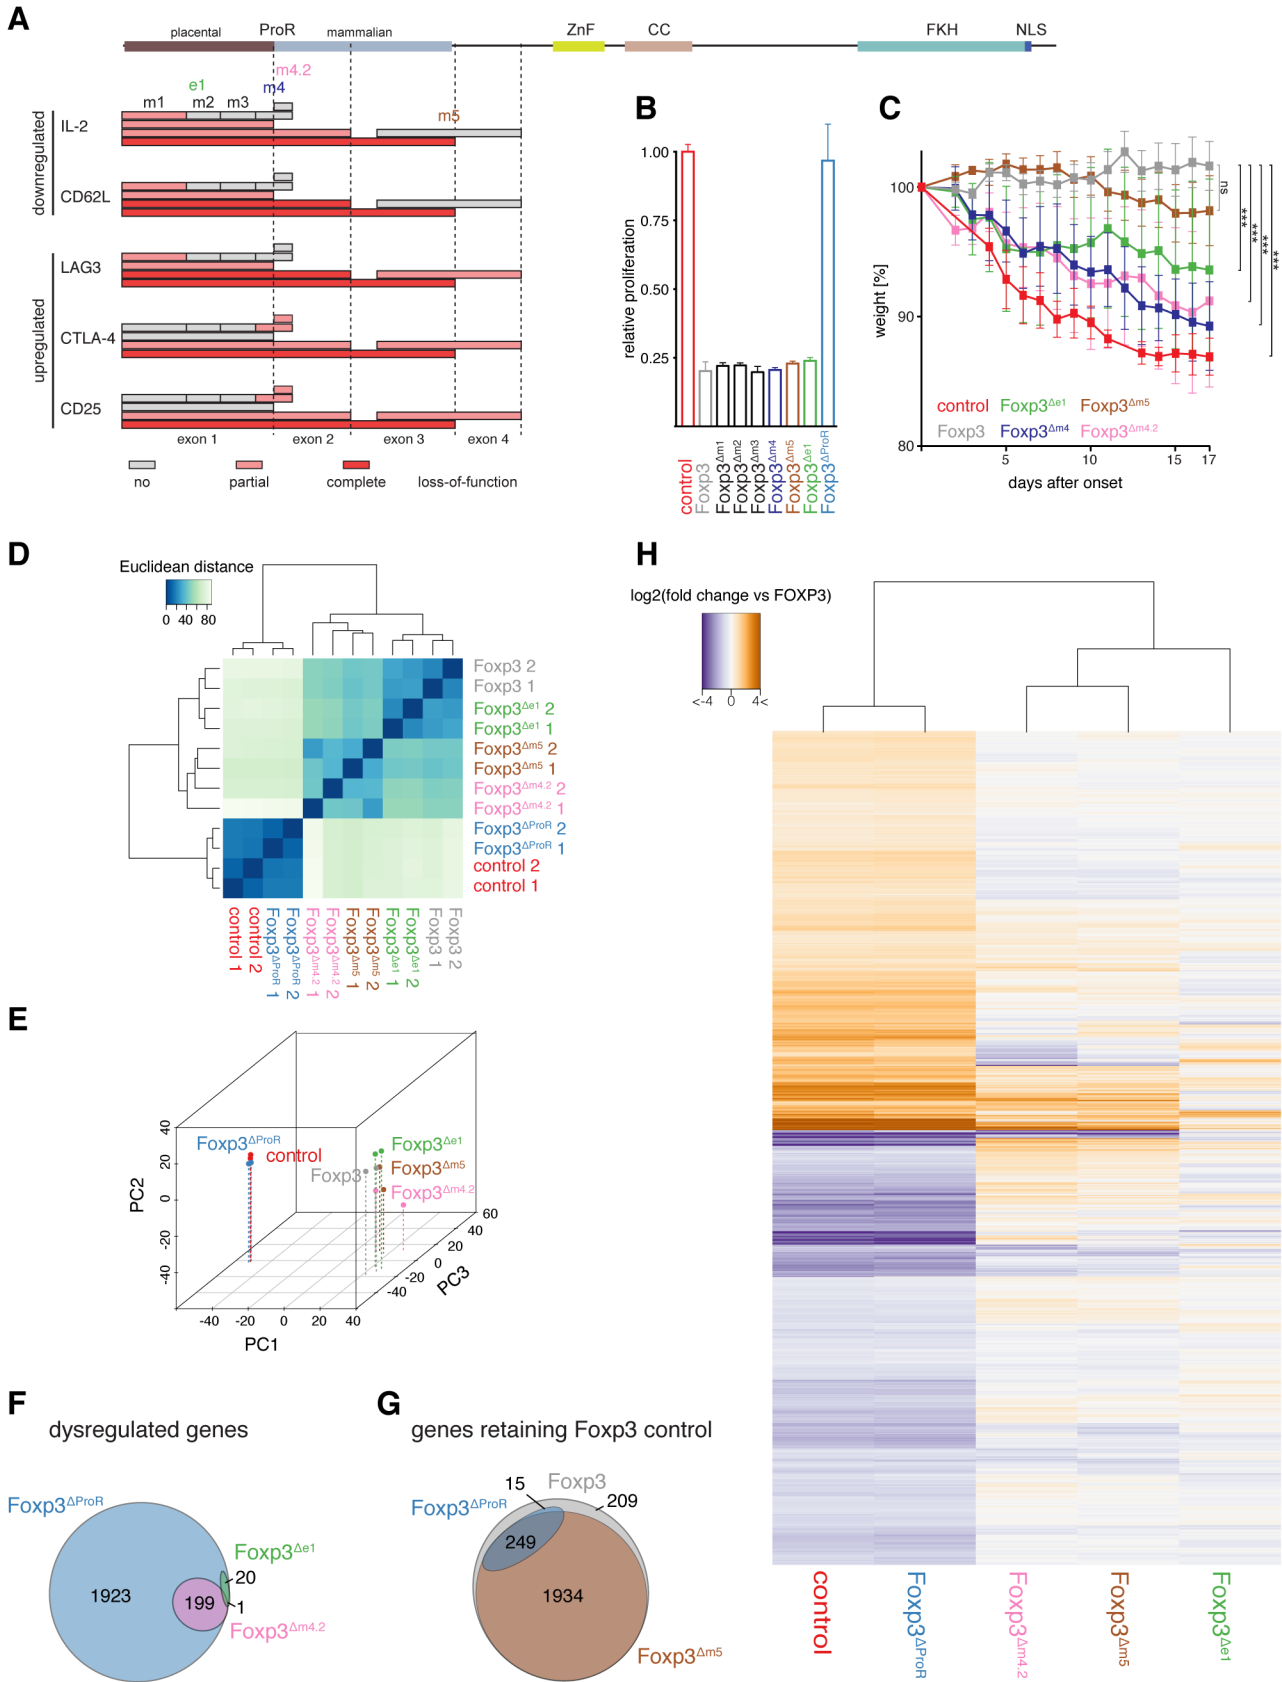 A
placental
ProR
mammalian
ZnF
CC
FKH
NLS
m4.2
e1
m4
m1
m2
m3
m5
downregulated
IL-2
CD62L
upregulated
LAG3
CTLA-4
CD25
exon 1
exon 2
exon 3
exon 4
no
partial
complete
loss-of-function
B
relative proliferation
1.00
0.75
0.50
0.25
control
Foxp3
Foxp3Δm1
Foxp3Δm2
Foxp3Δm3
Foxp3Δm4
Foxp3Δm5
Foxp3Δe1
Foxp3ΔProR
C
weight [%]
100
90
80
ns
***
***
***
***
control Foxp3Δe1 Foxp3Δm5
Foxp3 Foxp3Δm4 Foxp3Δm4.2
5
10
15
17
days after onset
D
Euclidean distance
0 40 80
Foxp3 2
Foxp3 1
Foxp3Δe1 2
Foxp3Δe1 1
Foxp3Δm5 2
Foxp3Δm5 1
Foxp3Δm4.2 2
Foxp3Δm4.2 1
Foxp3ΔProR 2
Foxp3ΔProR 1
control 2
control 1
control 1
control 2
Foxp3ΔProR 1
Foxp3ΔProR 2
Foxp3Δm4.2 1
Foxp3Δm4.2 2
Foxp3Δm5 1
Foxp3Δm5 2
Foxp3Δe1 1
Foxp3Δe1 2
Foxp3 1
Foxp3 2
E
PC2
40
20
0
-20
-40
Foxp3ΔProR
control
Foxp3
Foxp3Δe1
Foxp3Δm5
Foxp3Δm4.2
60
40
20
0
-20
-40
PC3
-40 -20 0 20 40
PC1
F
dysregulated genes
Foxp3ΔProR
1923
199
Foxp3Δe1
20
1
Foxp3Δm4.2
G
genes retaining Foxp3 control
15
Foxp3
209
Foxp3ΔProR
249
1934
Foxp3Δm5
H
log2(fold change vs FOXP3)
<-4 0 4<
control
Foxp3ΔProR
Foxp3Δm4.2
Foxp3Δm5
Foxp3Δe1